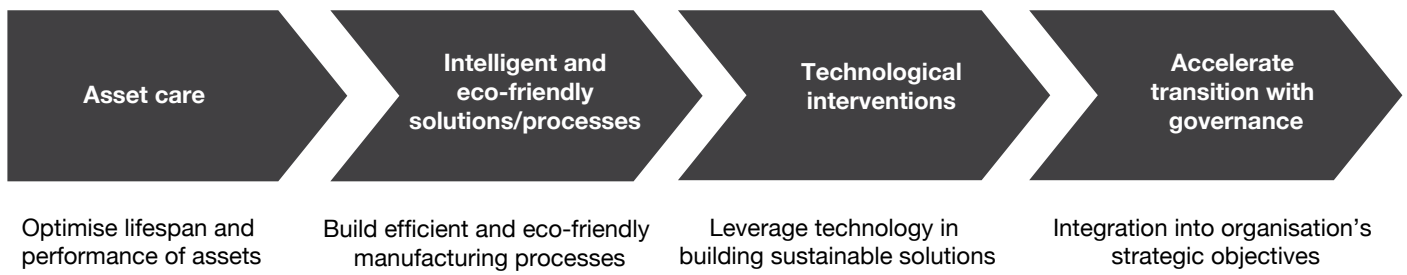 Asset care
Intelligent and
eco-friendly
solutions/processes
Technological
interventions
Accelerate
transition with
governance
Optimise lifespan and
performance of assets
Build efficient and eco-friendly
manufacturing processes
Leverage technology in
building sustainable solutions
Integration into organisation’s
strategic objectives